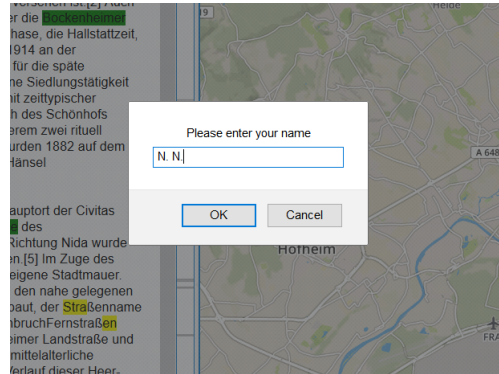 versehen ist.[2] Auch
er die Bockenheimer
hase, die Hallstattzeit,
1914 an der
für die späte
ne Siedlungstätigkeit
mit zeittypischer
h des Schönhofs
erem zwei rituell
urden 1882 auf dem
Hänsel
auptort der Civitas
des
Richtung Nida wurde
en.[5] Im Zuge des
eigene Stadtmauer.
den nahe gelegenen
baut, der Straßenname
nbruchFernstraßen
eimer Landstraße und
mittelalterliche
Verlauf dieser Heer-
Please enter your name
N. N.
OK
Cancel
19
Heide
A 648
Hofheim
FRA